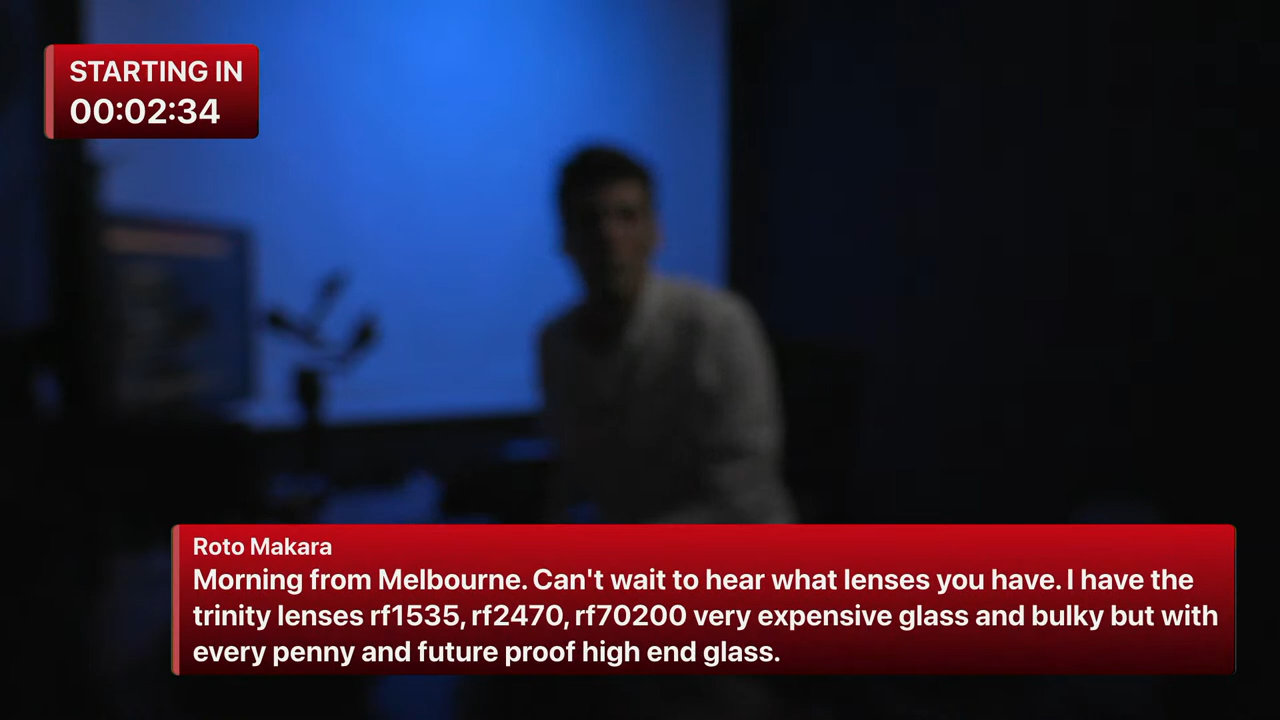 STARTING IN
00:02:34
Roto Makara
Morning from Melbourne. Can't wait to hear what lenses you have. I have the
trinity lenses rf1535, rf2470, rf70200 very expensive glass and bulky but with
every penny and future proof high end glass.